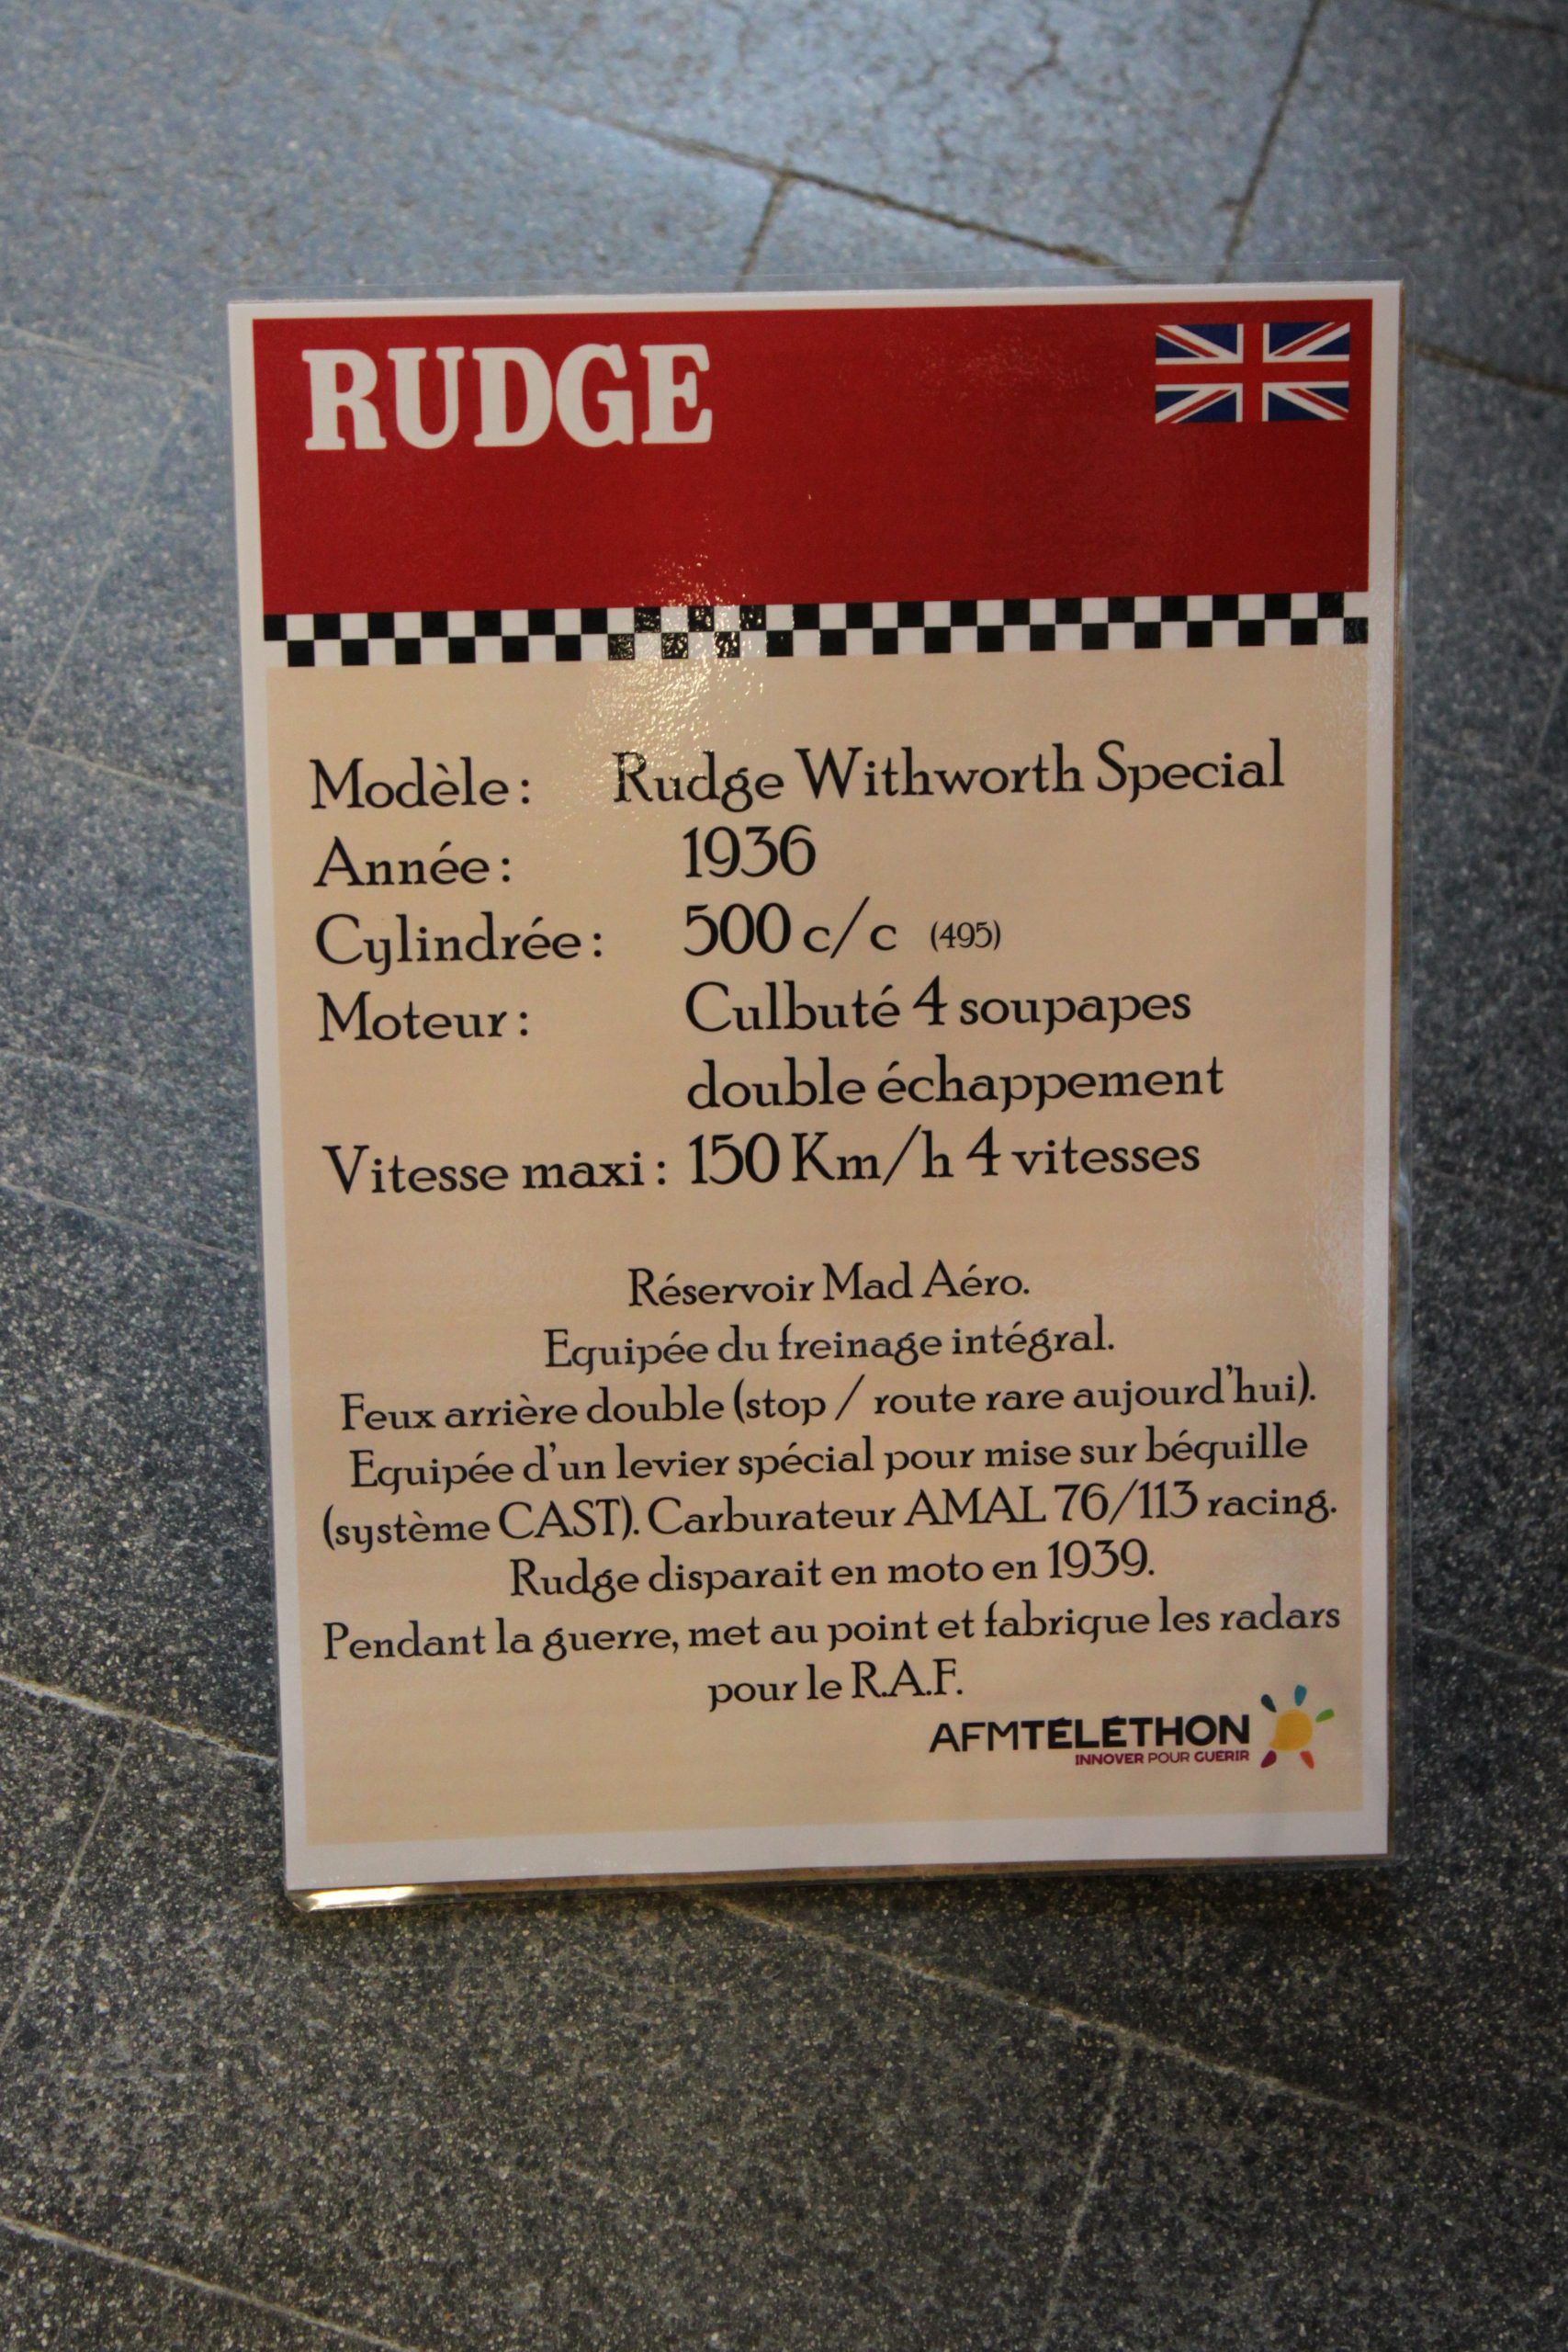 RUDGE
Modèle: Rudge Withworth Special
Année: 1936
Cylindrée: 500 c/c (495)
Moteur: Culbuté 4 soupapes
double échappement
Vitesse maxi: 150 Km/h 4 vitesses
Réservoir Mad Aéro.
Equipée du freinage intégral.
Feux arrière double (stop / route rare aujourd'hui).
Equipée d'un levier spécial pour mise sur béquille
(système CAST). Carburateur AMAL 76/113 racing.
Rudge disparait en moto en 1939.
Pendant la guerre, met au point et fabrique les radars
pour le R.A.F.
AFMTÉLÉTHON
INNOVER POUR GUÉRIR